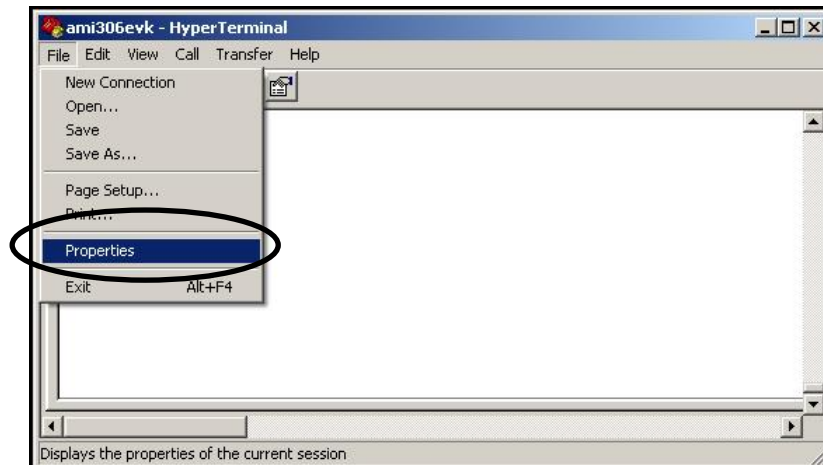 ami306evk - HyperTerminal
File Edit View Call Transfer Help
New Connection
Open...
Save
Save As...
Page Setup...
Print...
Properties
Exit Alt+F4
Displays the properties of the current session